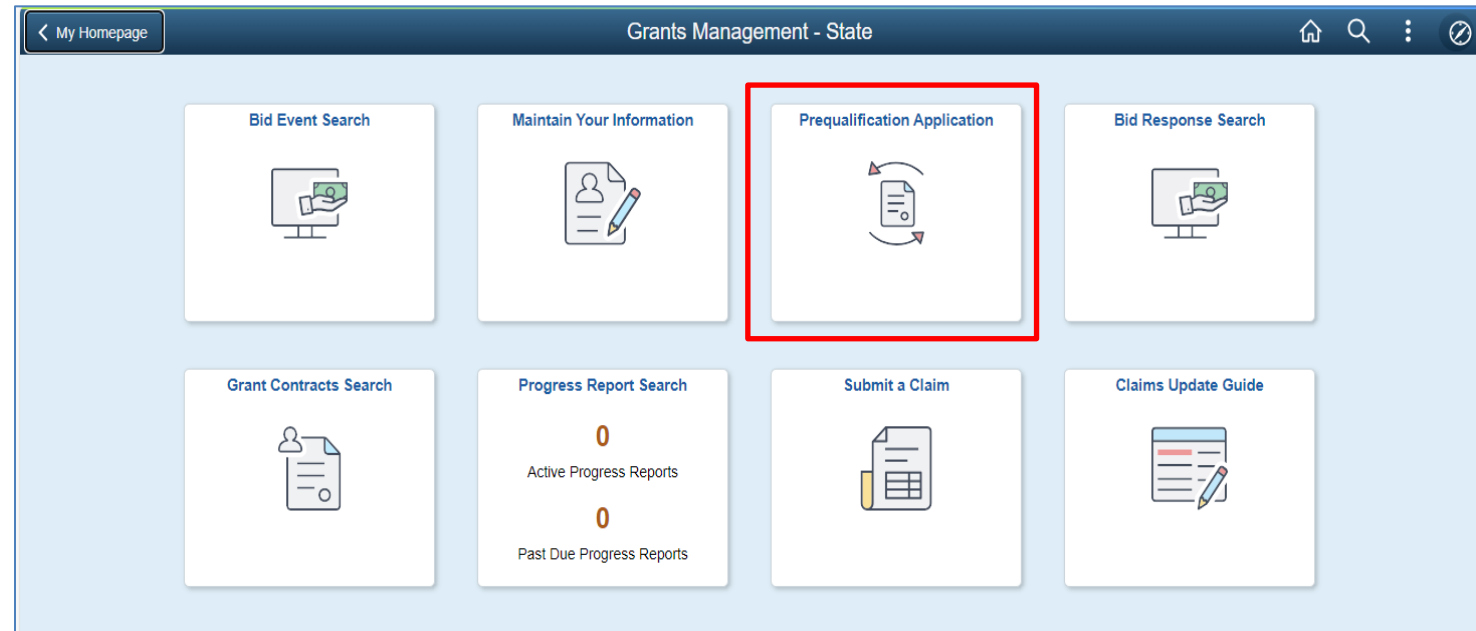 My Homepage
Grants Management - State
Bid Event Search
Maintain Your Information
Prequalification Application
Bid Response Search
Grant Contracts Search
Progress Report Search
0
Active Progress Reports
0
Past Due Progress Reports
Submit a Claim
Claims Update Guide